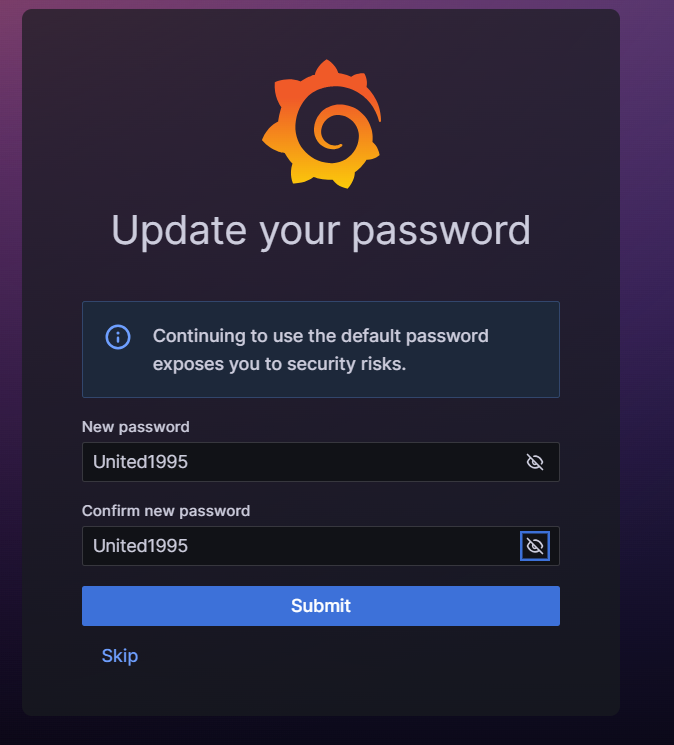 Update your password
Continuing to use the default password
exposes you to security risks.
New password
United1995
Confirm new password
United1995
Submit
Skip